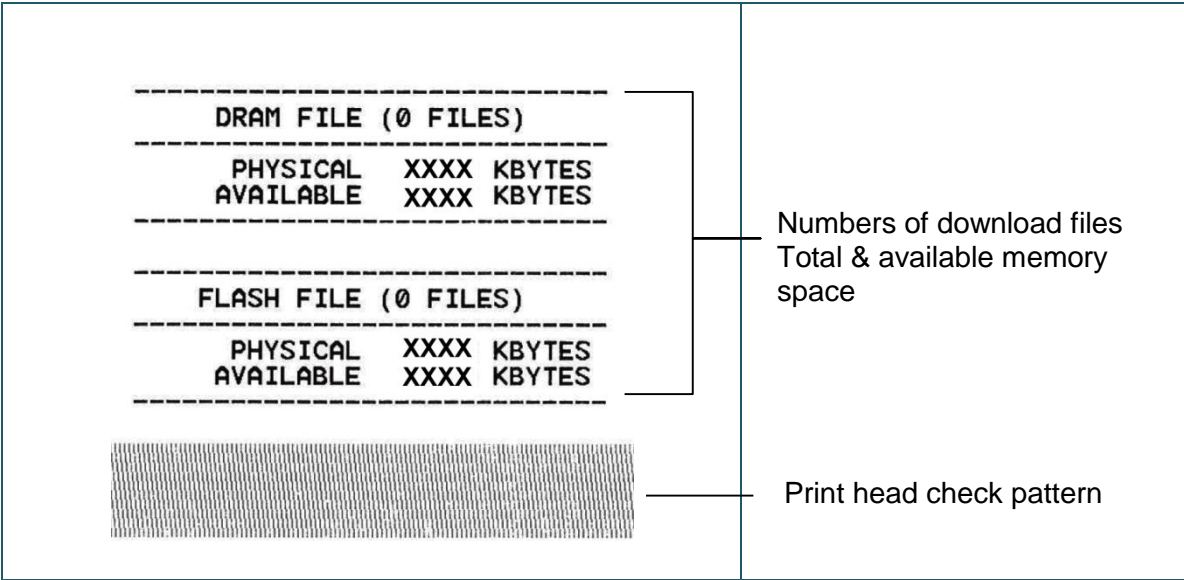 DRAM FILE (0 FILES)
PHYSICAL XXXX KBYTES
AVAILABLE XXXX KBYTES
FLASH FILE (0 FILES)
PHYSICAL XXXX KBYTES
AVAILABLE XXXX KBYTES
Numbers of download files
Total & available memory
space
Print head check pattern